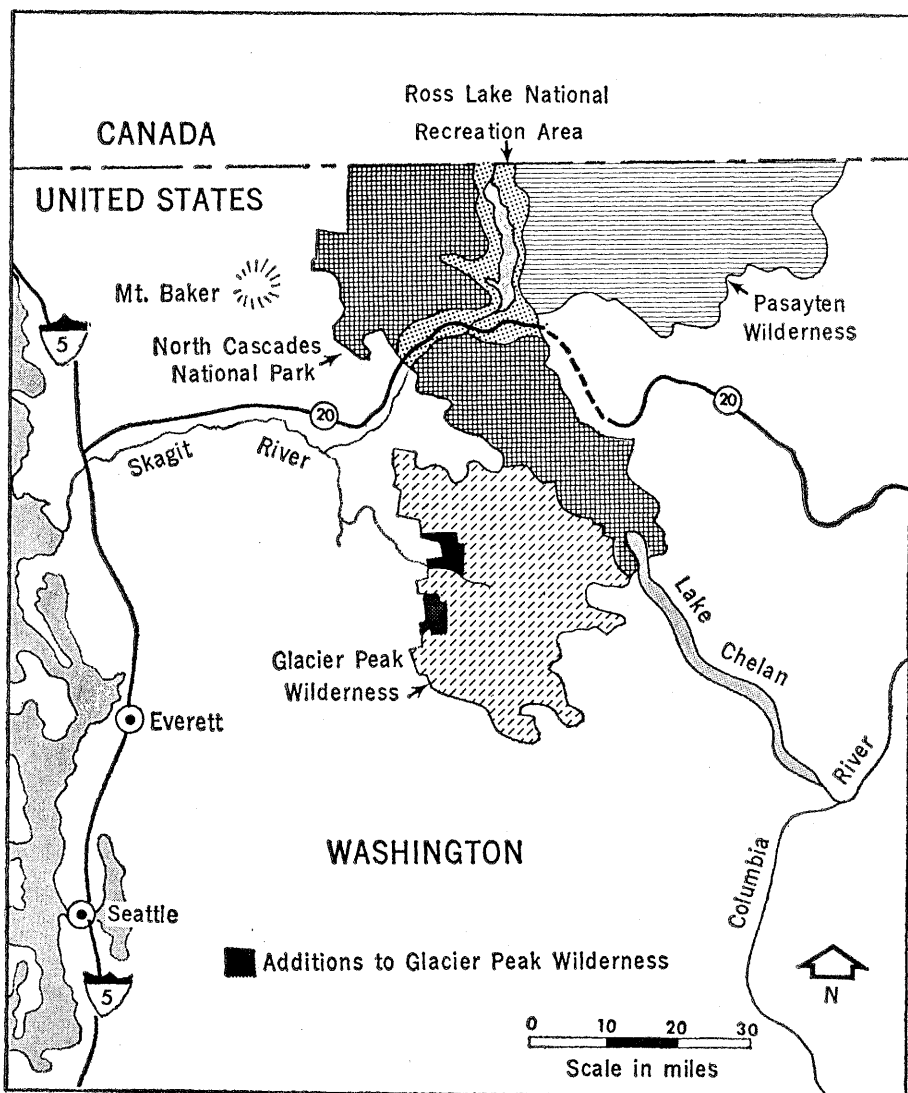 Ross Lake National
Recreation Area
CANADA
UNITED STATES
Mt. Baker
5
Pasayten
Wilderness
North Cascades
National Park
20
20
Skagit River
Lake Chelan
Glacier Peak
Wilderness
Everett
Columbia River
WASHINGTON
Seattle
Additions to Glacier Peak Wilderness
5
N
0 10 20 30
Scale in miles